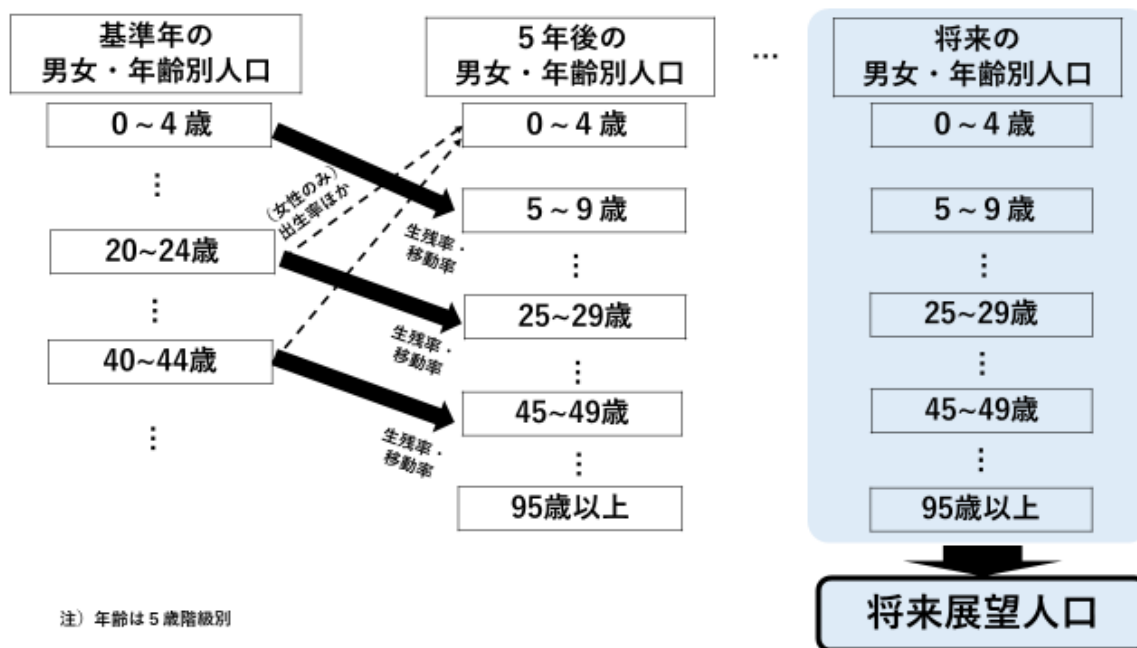 基準年の
男女・年齢別人口
0～4歳
⋮
20~24歳
⋮
40~44歳
⋮
(女性のみ)
出生率ほか
生残率・
移動率
生残率・
移動率
生残率・
移動率
5年後の
男女・年齢別人口
0～4歳
5～9歳
⋮
25~29歳
⋮
45~49歳
⋮
95歳以上
…
将来の
男女・年齢別人口
0～4歳
5～9歳
⋮
25~29歳
⋮
45~49歳
⋮
95歳以上
将来展望人口
注）年齢は5歳階級別